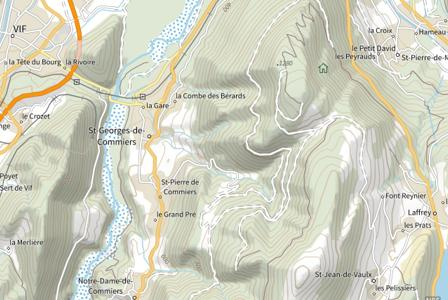 VIF
la Tête du Bourg
la Rivoire
la Gare
la Combe des Bérards
le Crozet
St-Georges-de-
Commiers
St-Pierre de
Commiers
le Grand Pré
la Merlière
Notre-Dame-de-
Commiers
Sert de Vif
1280
600
la Croix
Hameau
le Petit David
les Peyrauds
St-Pierre-de-M
Font Reynier
Laffrey
les Prats
St-Jean-de-Vaulx
les Pelissiers